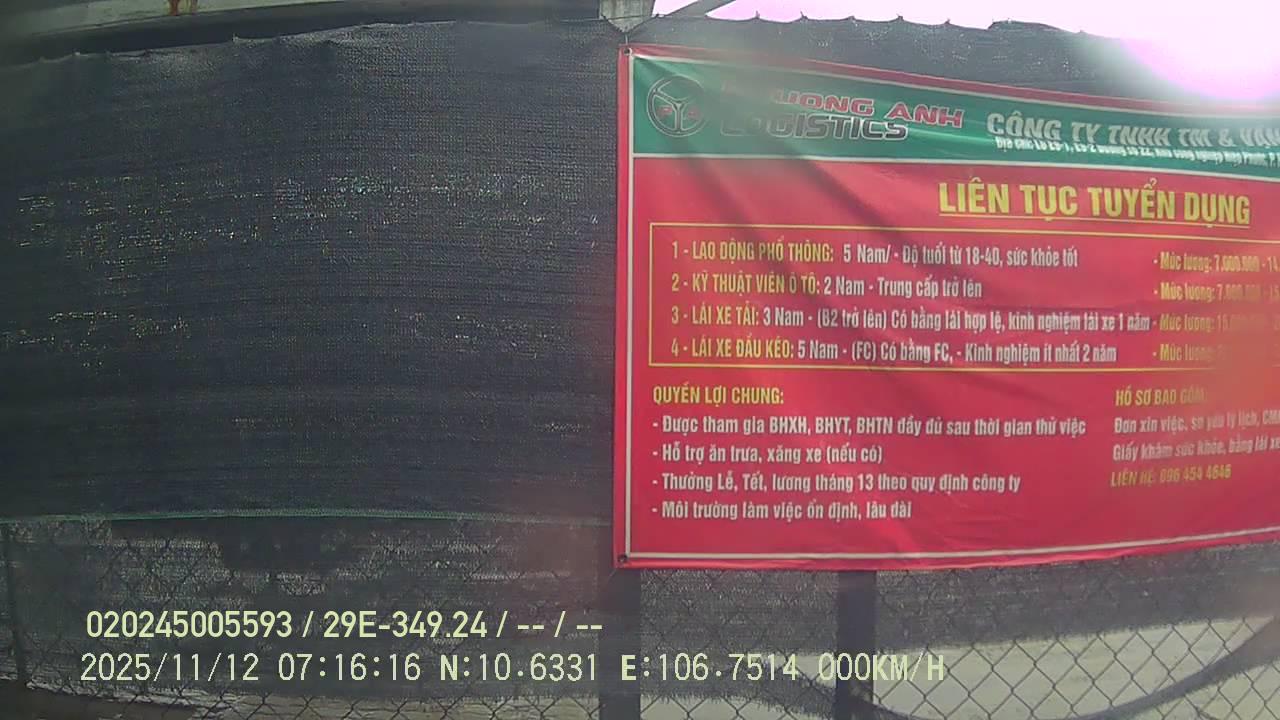 ANH
LOGISTICS
CÔNG TY TNHH TM &
LIÊN TỤC TUYỂN DỤNG
1 - LAO ĐỘNG PHỔ THÔNG: 5 Nam/ - Độ tuổi từ 18-40, sức khỏe tốt - Mức lương: 7.000.000 -
2 - KỸ THUẬT VIÊN Ô TÔ: 2 Nam - Trung cấp trở lên - Mức lương:
3 - LÁI XE TẢI: 3 Nam - (B2 trở lên) Có bằng lái hợp lệ, kinh nghiệm lái xe 1 năm - Mức lương:
4 - LÁI XE ĐẦU KÉO: 5 Nam - (FC) Có bằng FC, - Kinh nghiệm ít nhất 2 năm - Mức
QUYỀN LỢI CHUNG:
- Được tham gia BHXH, BHYT, BHTN đầy đủ sau thời gian thử việc
- Hỗ trợ ăn trưa, xăng xe (nếu có)
- Thưởng Lễ, Tết, lương tháng 13 theo quy định công ty
- Môi trường làm việc ổn định, lâu dài
HỒ SƠ BAO GỒM:
Đơn xin việc, sơ yếu lý lịch,
Giấy khám sức khỏe, bằng lái xe
LIÊN HỆ: 096 454 4646
020245005593 / 29E-349.24 / -- / --
2025/11/12 07:16:16 N:10.6331 E:106.7514 000KM/H